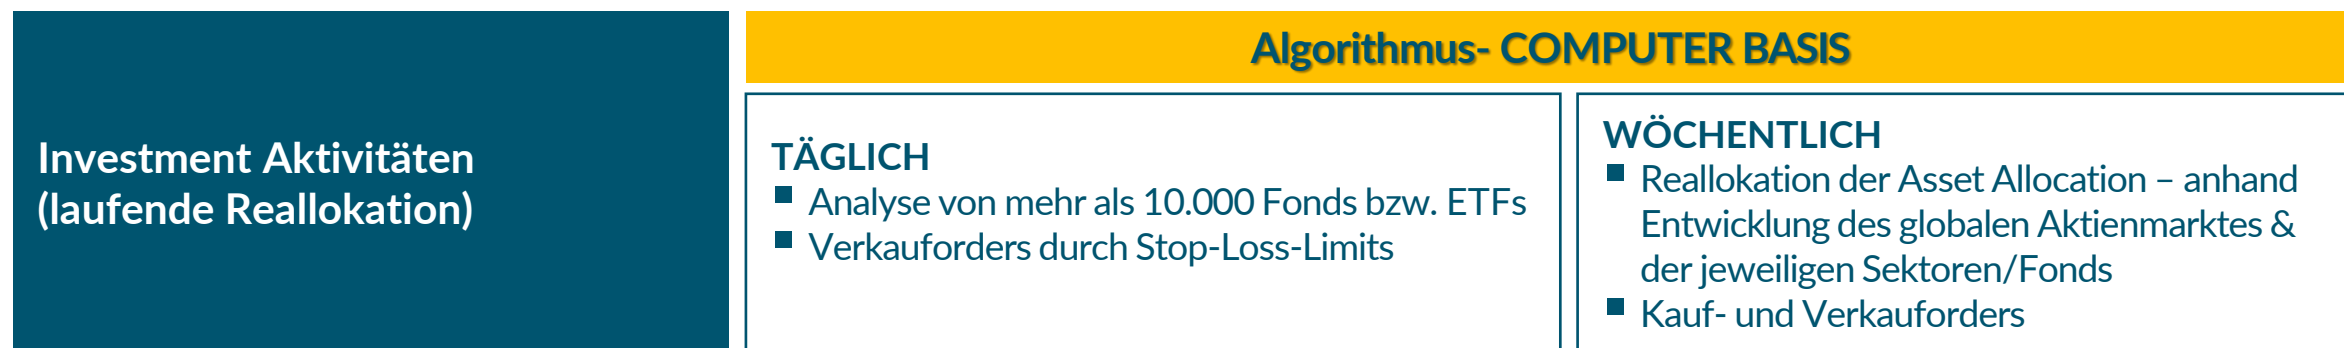 Investment Aktivitäten
(laufende Reallokation)
Algorithmus- COMPUTER BASIS
TÄGLICH
▪ Analyse von mehr als 10.000 Fonds bzw. ETFs
▪ Verkauforders durch Stop-Loss-Limits
WÖCHENTLICH
▪ Reallokation der Asset Allocation – anhand
Entwicklung des globalen Aktienmarktes &
der jeweiligen Sektoren/Fonds
▪ Kauf- und Verkauforders